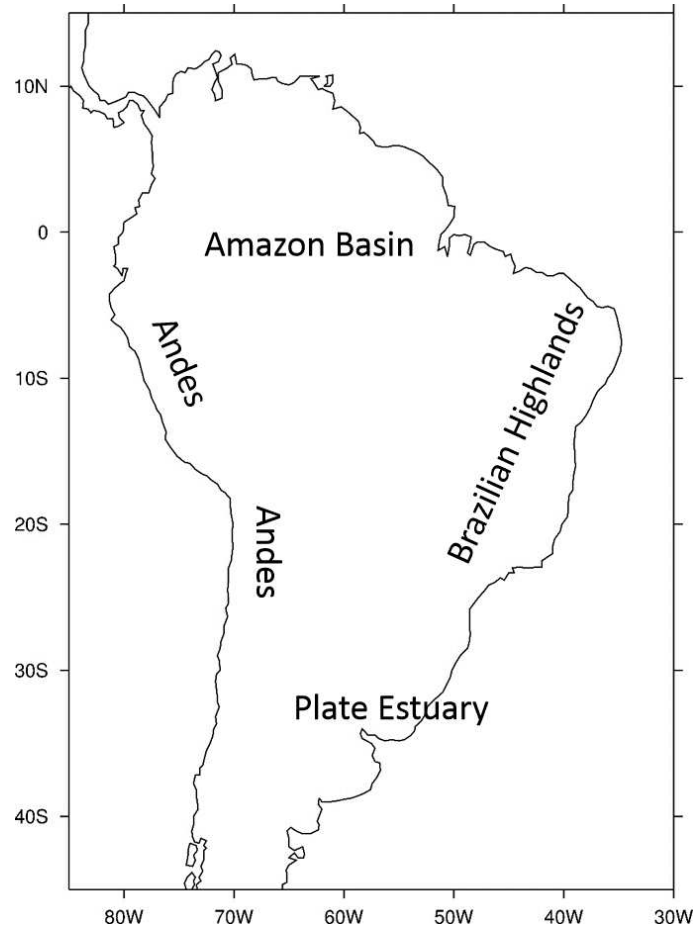 10N
0
Amazon Basin
Andes
Brazilian Highlands
10S
Andes
20S
30S
Plate Estuary
40S
80W 70W 60W 50W 40W 30W